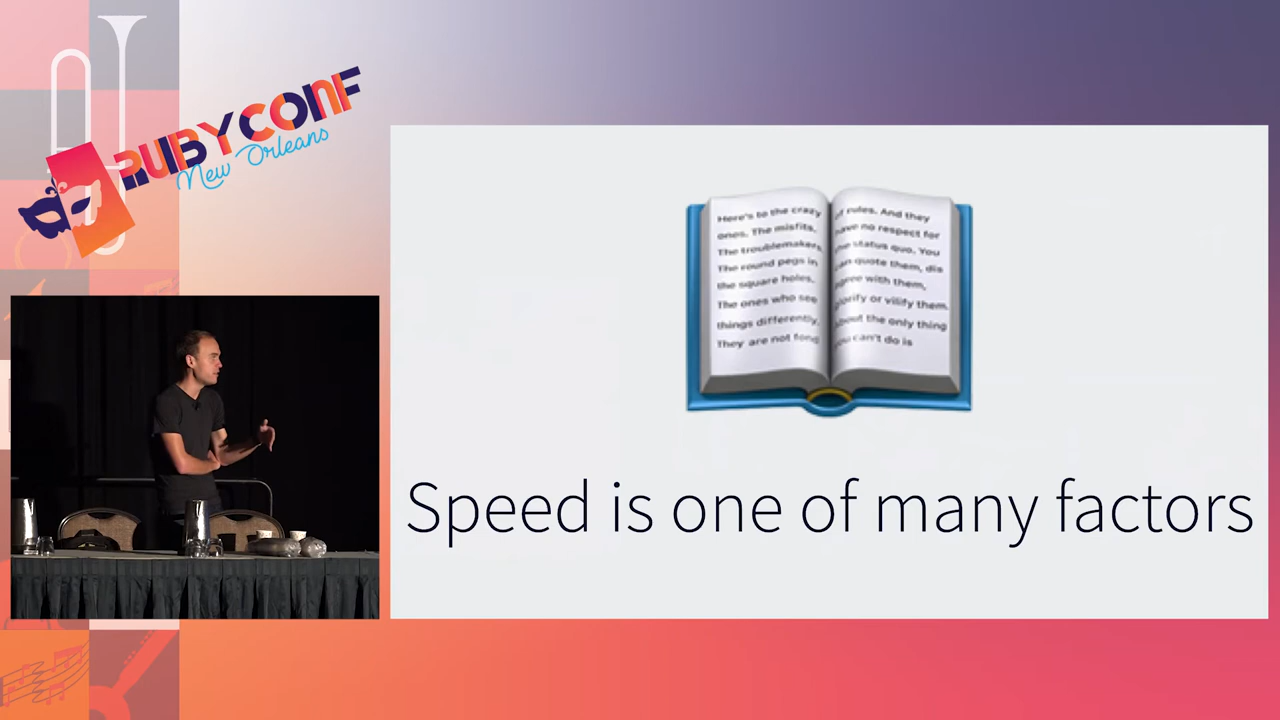 RUBYCONF
New Orleans
Here's to the crazy
ones. The misfits.
The troublemakers.
The round pegs in
the square holes.
The ones who see
things differently.
They are not fond
of rules. And they
have no respect for
the status quo. You
can quote them, dis
agree with them,
glorify or vilify them.
About the only thing
you can't do is
Speed is one of many factors